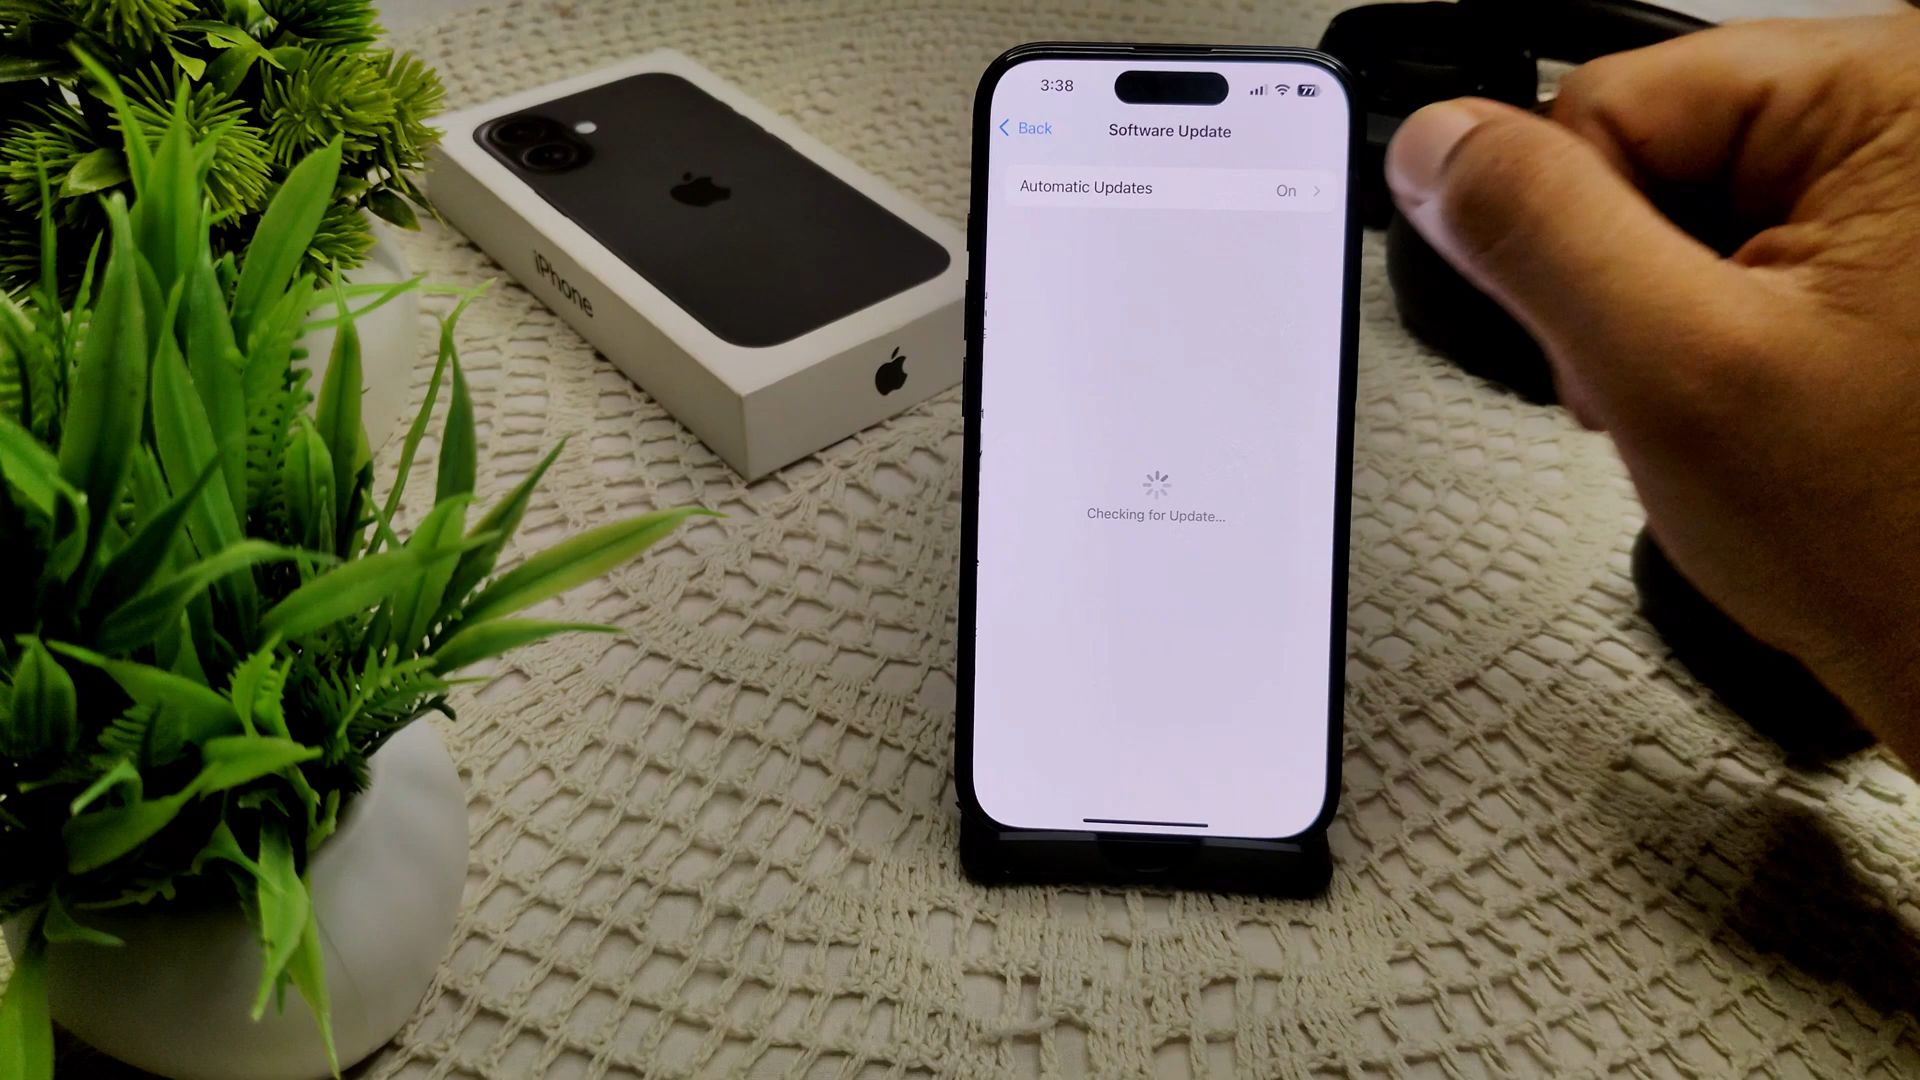 3:38
77
Back
Software Update
Automatic Updates On
Checking for Update...
iPhone